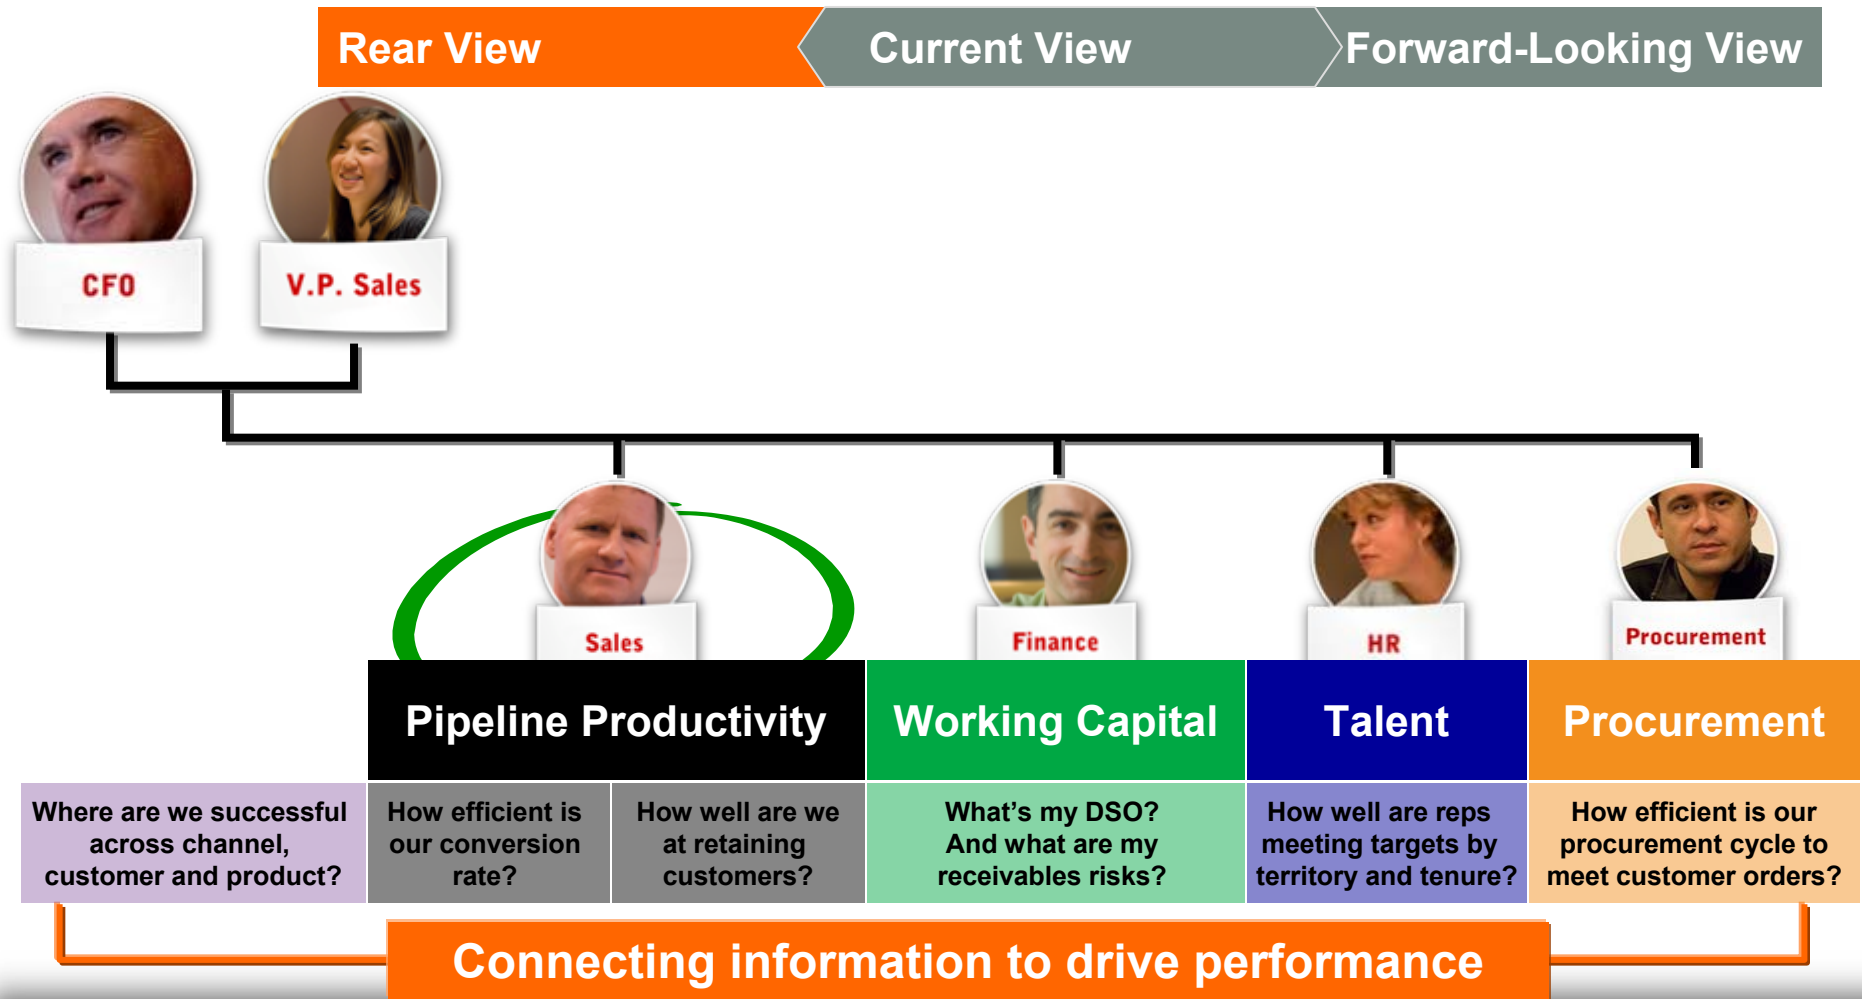 Rear View
Current View
Forward-Looking View
CFO
V.P. Sales
Sales
Finance
HR
Procurement
Pipeline Productivity
Working Capital
Talent
Procurement
Where are we successful
across channel,
customer and product?
How efficient is
our conversion
rate?
How well are we
at retaining
customers?
What’s my DSO?
And what are my
receivables risks?
How well are reps
meeting targets by
territory and tenure?
How efficient is our
procurement cycle to
meet customer orders?
Connecting information to drive performance